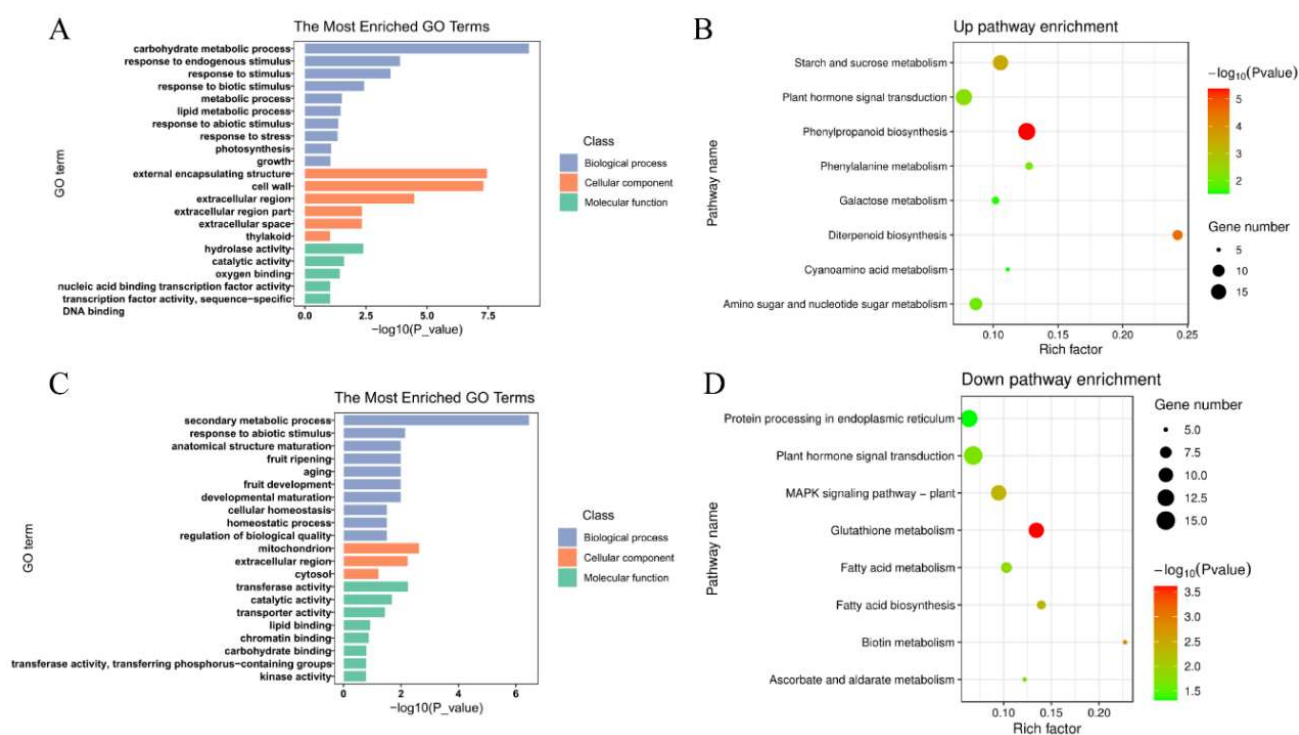 A
The Most Enriched GO Terms
GO term
carbohydrate metabolic process
response to endogenous stimulus
response to stimulus
response to biotic stimulus
metabolic process
lipid metabolic process
response to abiotic stimulus
response to stress
photosynthesis
growth
external encapsulating structure
cell wall
extracellular region
extracellular region part
extracellular space
thylakoid
hydrolase activity
catalytic activity
oxygen binding
nucleic acid binding transcription factor activity
transcription factor activity, sequence−specific
DNA binding
0.0 2.5 5.0 7.5
−log10(P_value)
Class
Biological process
Cellular component
Molecular function
B
Up pathway enrichment
Pathway name
Starch and sucrose metabolism
Plant hormone signal transduction
Phenylpropanoid biosynthesis
Phenylalanine metabolism
Galactose metabolism
Diterpenoid biosynthesis
Cyanoamino acid metabolism
Amino sugar and nucleotide sugar metabolism
0.10 0.15 0.20 0.25
Rich factor
−log10(Pvalue)
5
4
3
2
Gene number
5
10
15
C
The Most Enriched GO Terms
GO term
secondary metabolic process
response to abiotic stimulus
anatomical structure maturation
fruit ripening
aging
fruit development
developmental maturation
cellular homeostasis
homeostatic process
regulation of biological quality
mitochondrion
extracellular region
cytosol
transferase activity
catalytic activity
transporter activity
lipid binding
chromatin binding
carbohydrate binding
transferase activity, transferring phosphorus−containing groups
kinase activity
0 2 4 6
−log10(P_value)
Class
Biological process
Cellular component
Molecular function
D
Down pathway enrichment
Pathway name
Protein processing in endoplasmic reticulum
Plant hormone signal transduction
MAPK signaling pathway − plant
Glutathione metabolism
Fatty acid metabolism
Fatty acid biosynthesis
Biotin metabolism
Ascorbate and aldarate metabolism
0.10 0.15 0.20
Rich factor
Gene number
5.0
7.5
10.0
12.5
15.0
−log10(Pvalue)
3.5
3.0
2.5
2.0
1.5